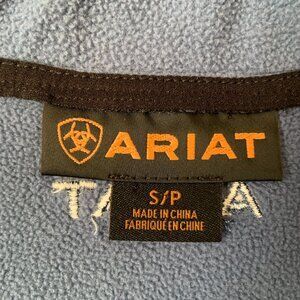 ARIAT
S/P
MADE IN CHINA
FABRIQUÉ EN CHINE